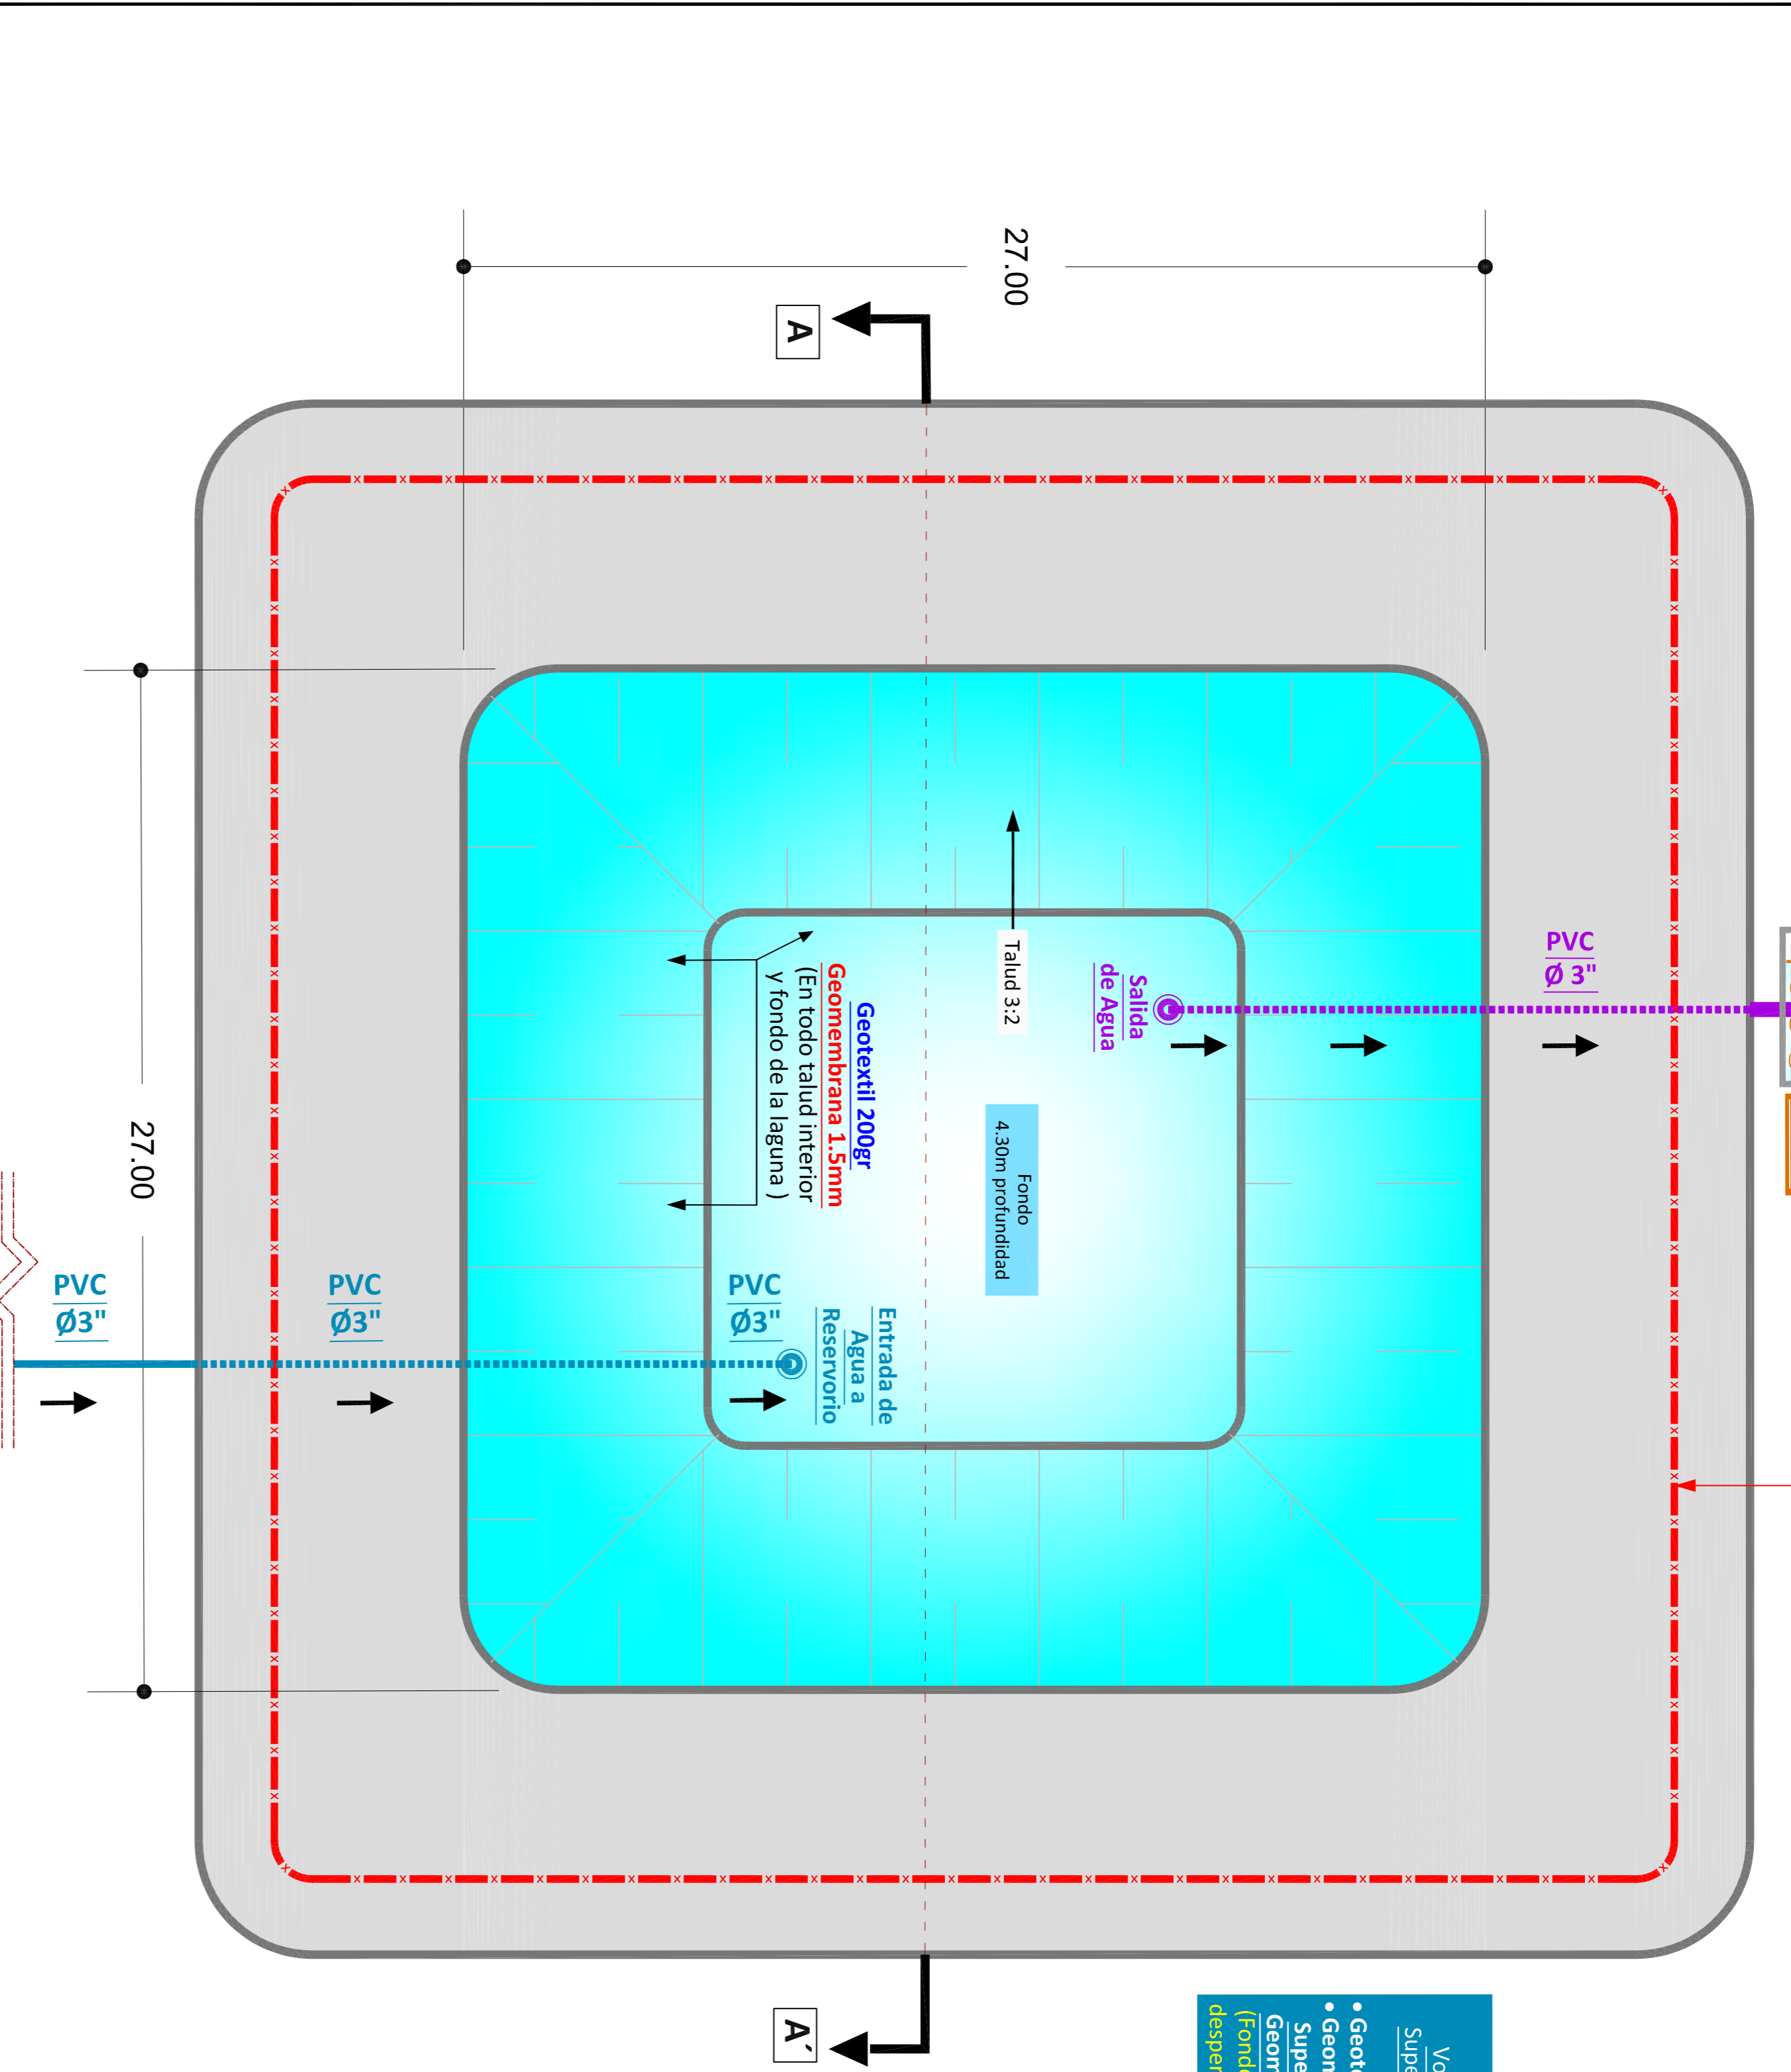 27.00
A
PVC
Ø 3"
Talud 3:2
Salida
de Agua
Geotextil 200gr
Geomembrana 1.5mm
(En todo talud interior
y fondo de la laguna )
Fondo
4.30m profundidad
27.00
PVC
Ø3"
PVC
Ø3"
PVC
Ø3"
Entrada de
Agua a
Reservorio
A´